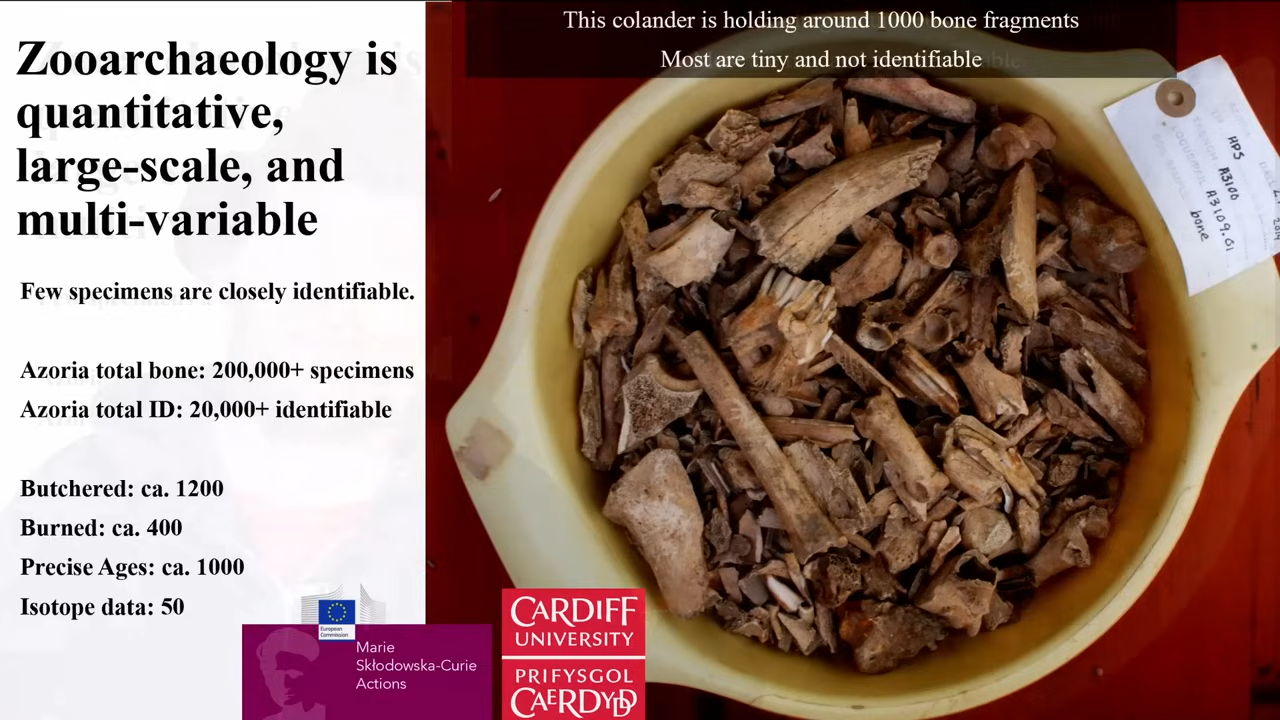 Zooarchaeology is
quantitative,
large-scale, and
multi-variable
Few specimens are closely identifiable.
Azoria total bone: 200,000+ specimens
Azoria total ID: 20,000+ identifiable
Butchered: ca. 1200
Burned: ca. 400
Precise Ages: ca. 1000
Isotope data: 50
This colander is holding around 1000 bone fragments
Most are tiny and not identifiable
APS
A3100
A3109.01
bone
European
Commission
Marie
Skłodowska-Curie
Actions
CARDIFF
UNIVERSITY
PRIFYSGOL
CAERDYDD